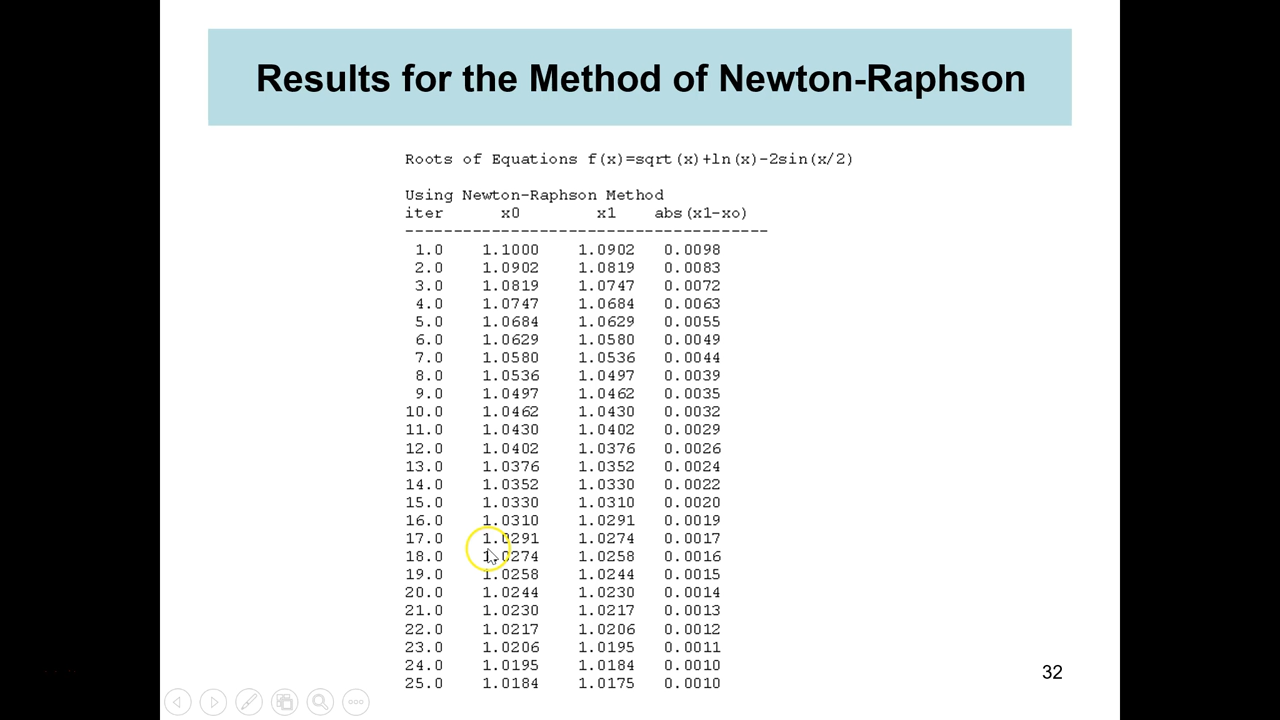 Results for the Method of Newton-Raphson
Roots of Equations f(x)=sqrt(x)+ln(x)-2sin(x/2)
Using Newton-Raphson Method
iter x0 x1 abs(x1-xo)
--------------------------------------
1.0 1.1000 1.0902 0.0098
2.0 1.0902 1.0819 0.0083
3.0 1.0819 1.0747 0.0072
4.0 1.0747 1.0684 0.0063
5.0 1.0684 1.0629 0.0055
6.0 1.0629 1.0580 0.0049
7.0 1.0580 1.0536 0.0044
8.0 1.0536 1.0497 0.0039
9.0 1.0497 1.0462 0.0035
10.0 1.0462 1.0430 0.0032
11.0 1.0430 1.0402 0.0029
12.0 1.0402 1.0376 0.0026
13.0 1.0376 1.0352 0.0024
14.0 1.0352 1.0330 0.0022
15.0 1.0330 1.0310 0.0020
16.0 1.0310 1.0291 0.0019
17.0 1.0291 1.0274 0.0017
18.0 1.0274 1.0258 0.0016
19.0 1.0258 1.0244 0.0015
20.0 1.0244 1.0230 0.0014
21.0 1.0230 1.0217 0.0013
22.0 1.0217 1.0206 0.0012
23.0 1.0206 1.0195 0.0011
24.0 1.0195 1.0184 0.0010
25.0 1.0184 1.0175 0.0010
32